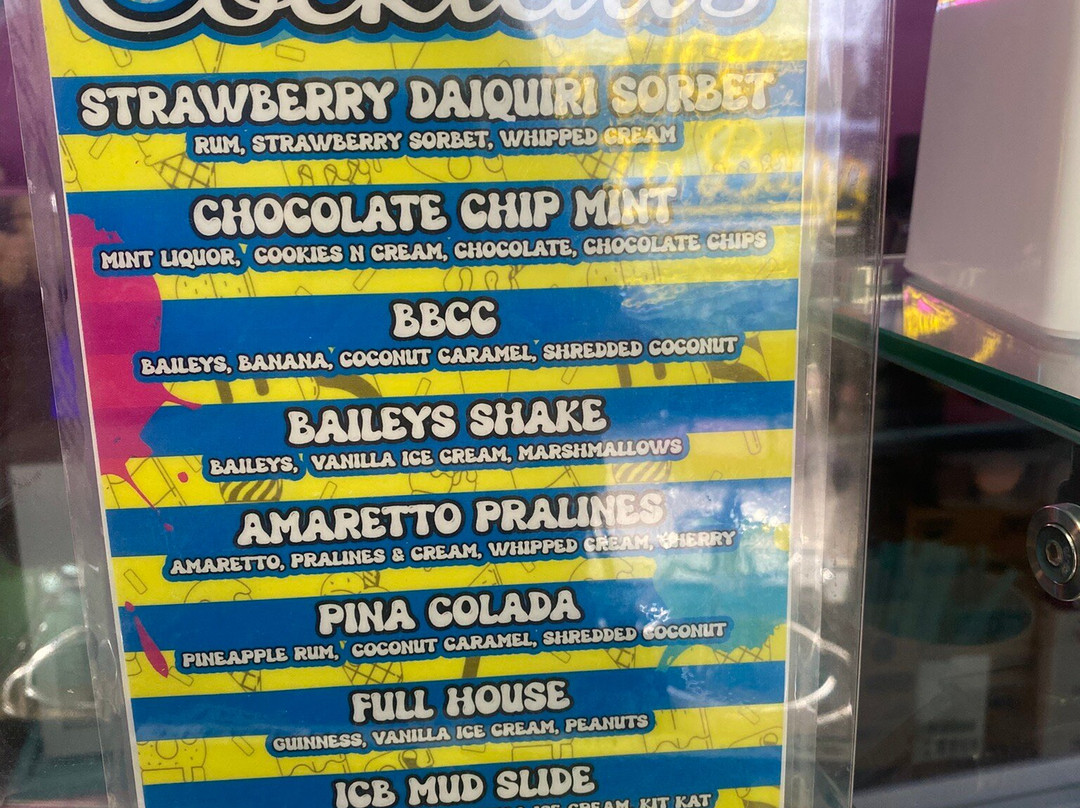 Cocktails
STRAWBERRY DAIQUIRI SORBET
RUM, STRAWBERRY SORBET, WHIPPED CREAM
CHOCOLATE CHIP MINT
MINT LIQUOR, COOKIES N CREAM, CHOCOLATE, CHOCOLATE CHIPS
BBCC
BAILEYS, BANANA, COCONUT CARAMEL, SHREDDED COCONUT
BAILEYS SHAKE
BAILEYS, VANILLA ICE CREAM, MARSHMALLOWS
AMARETTO PRALINES
AMARETTO, PRALINES & CREAM, WHIPPED CREAM, CHERRY
PINA COLADA
PINEAPPLE RUM, COCONUT CARAMEL, SHREDDED COCONUT
FULL HOUSE
GUINNESS, VANILLA ICE CREAM, PEANUTS
ICB MUD SLIDE
ICE CREAM, KIT KAT